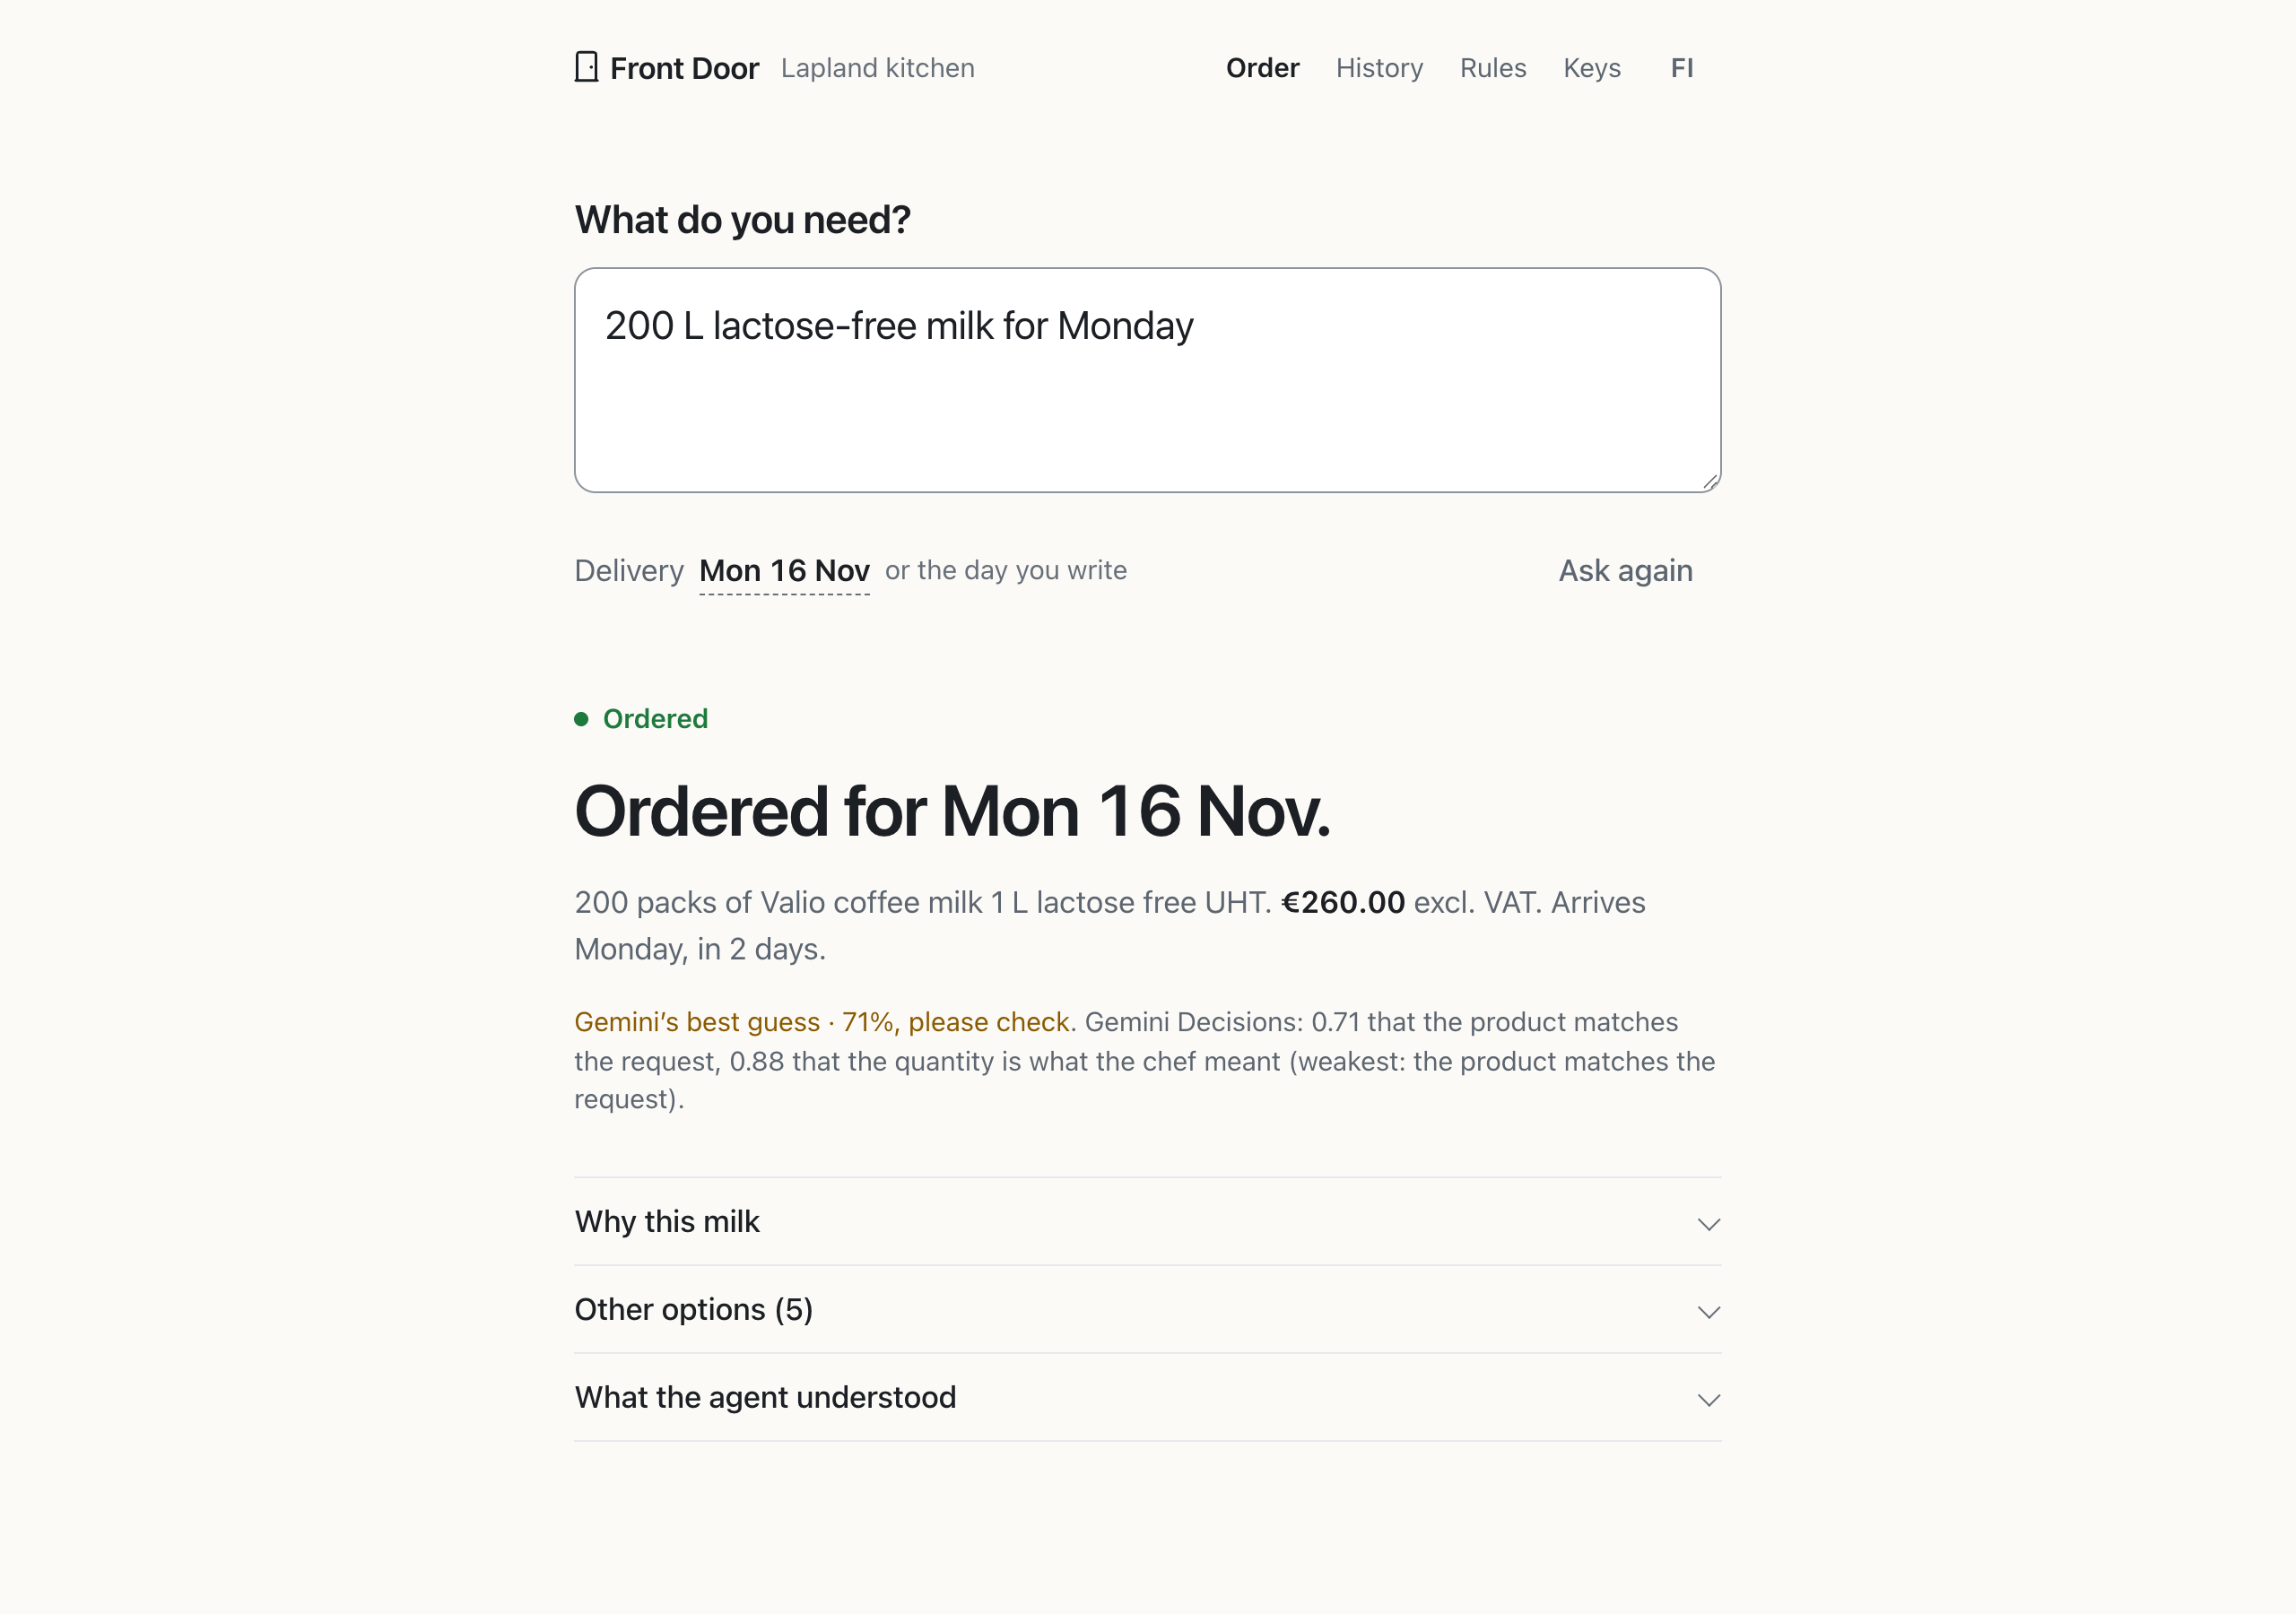 Front Door Lapland kitchen Order History Rules Keys FI
What do you need?
200 L lactose-free milk for Monday
Delivery Mon 16 Nov or the day you write Ask again
Ordered
Ordered for Mon 16 Nov.
200 packs of Valio coffee milk 1 L lactose free UHT. €260.00 excl. VAT. Arrives
Monday, in 2 days.
Gemini’s best guess · 71%, please check. Gemini Decisions: 0.71 that the product matches
the request, 0.88 that the quantity is what the chef meant (weakest: the product matches the
request).
Why this milk
Other options (5)
What the agent understood